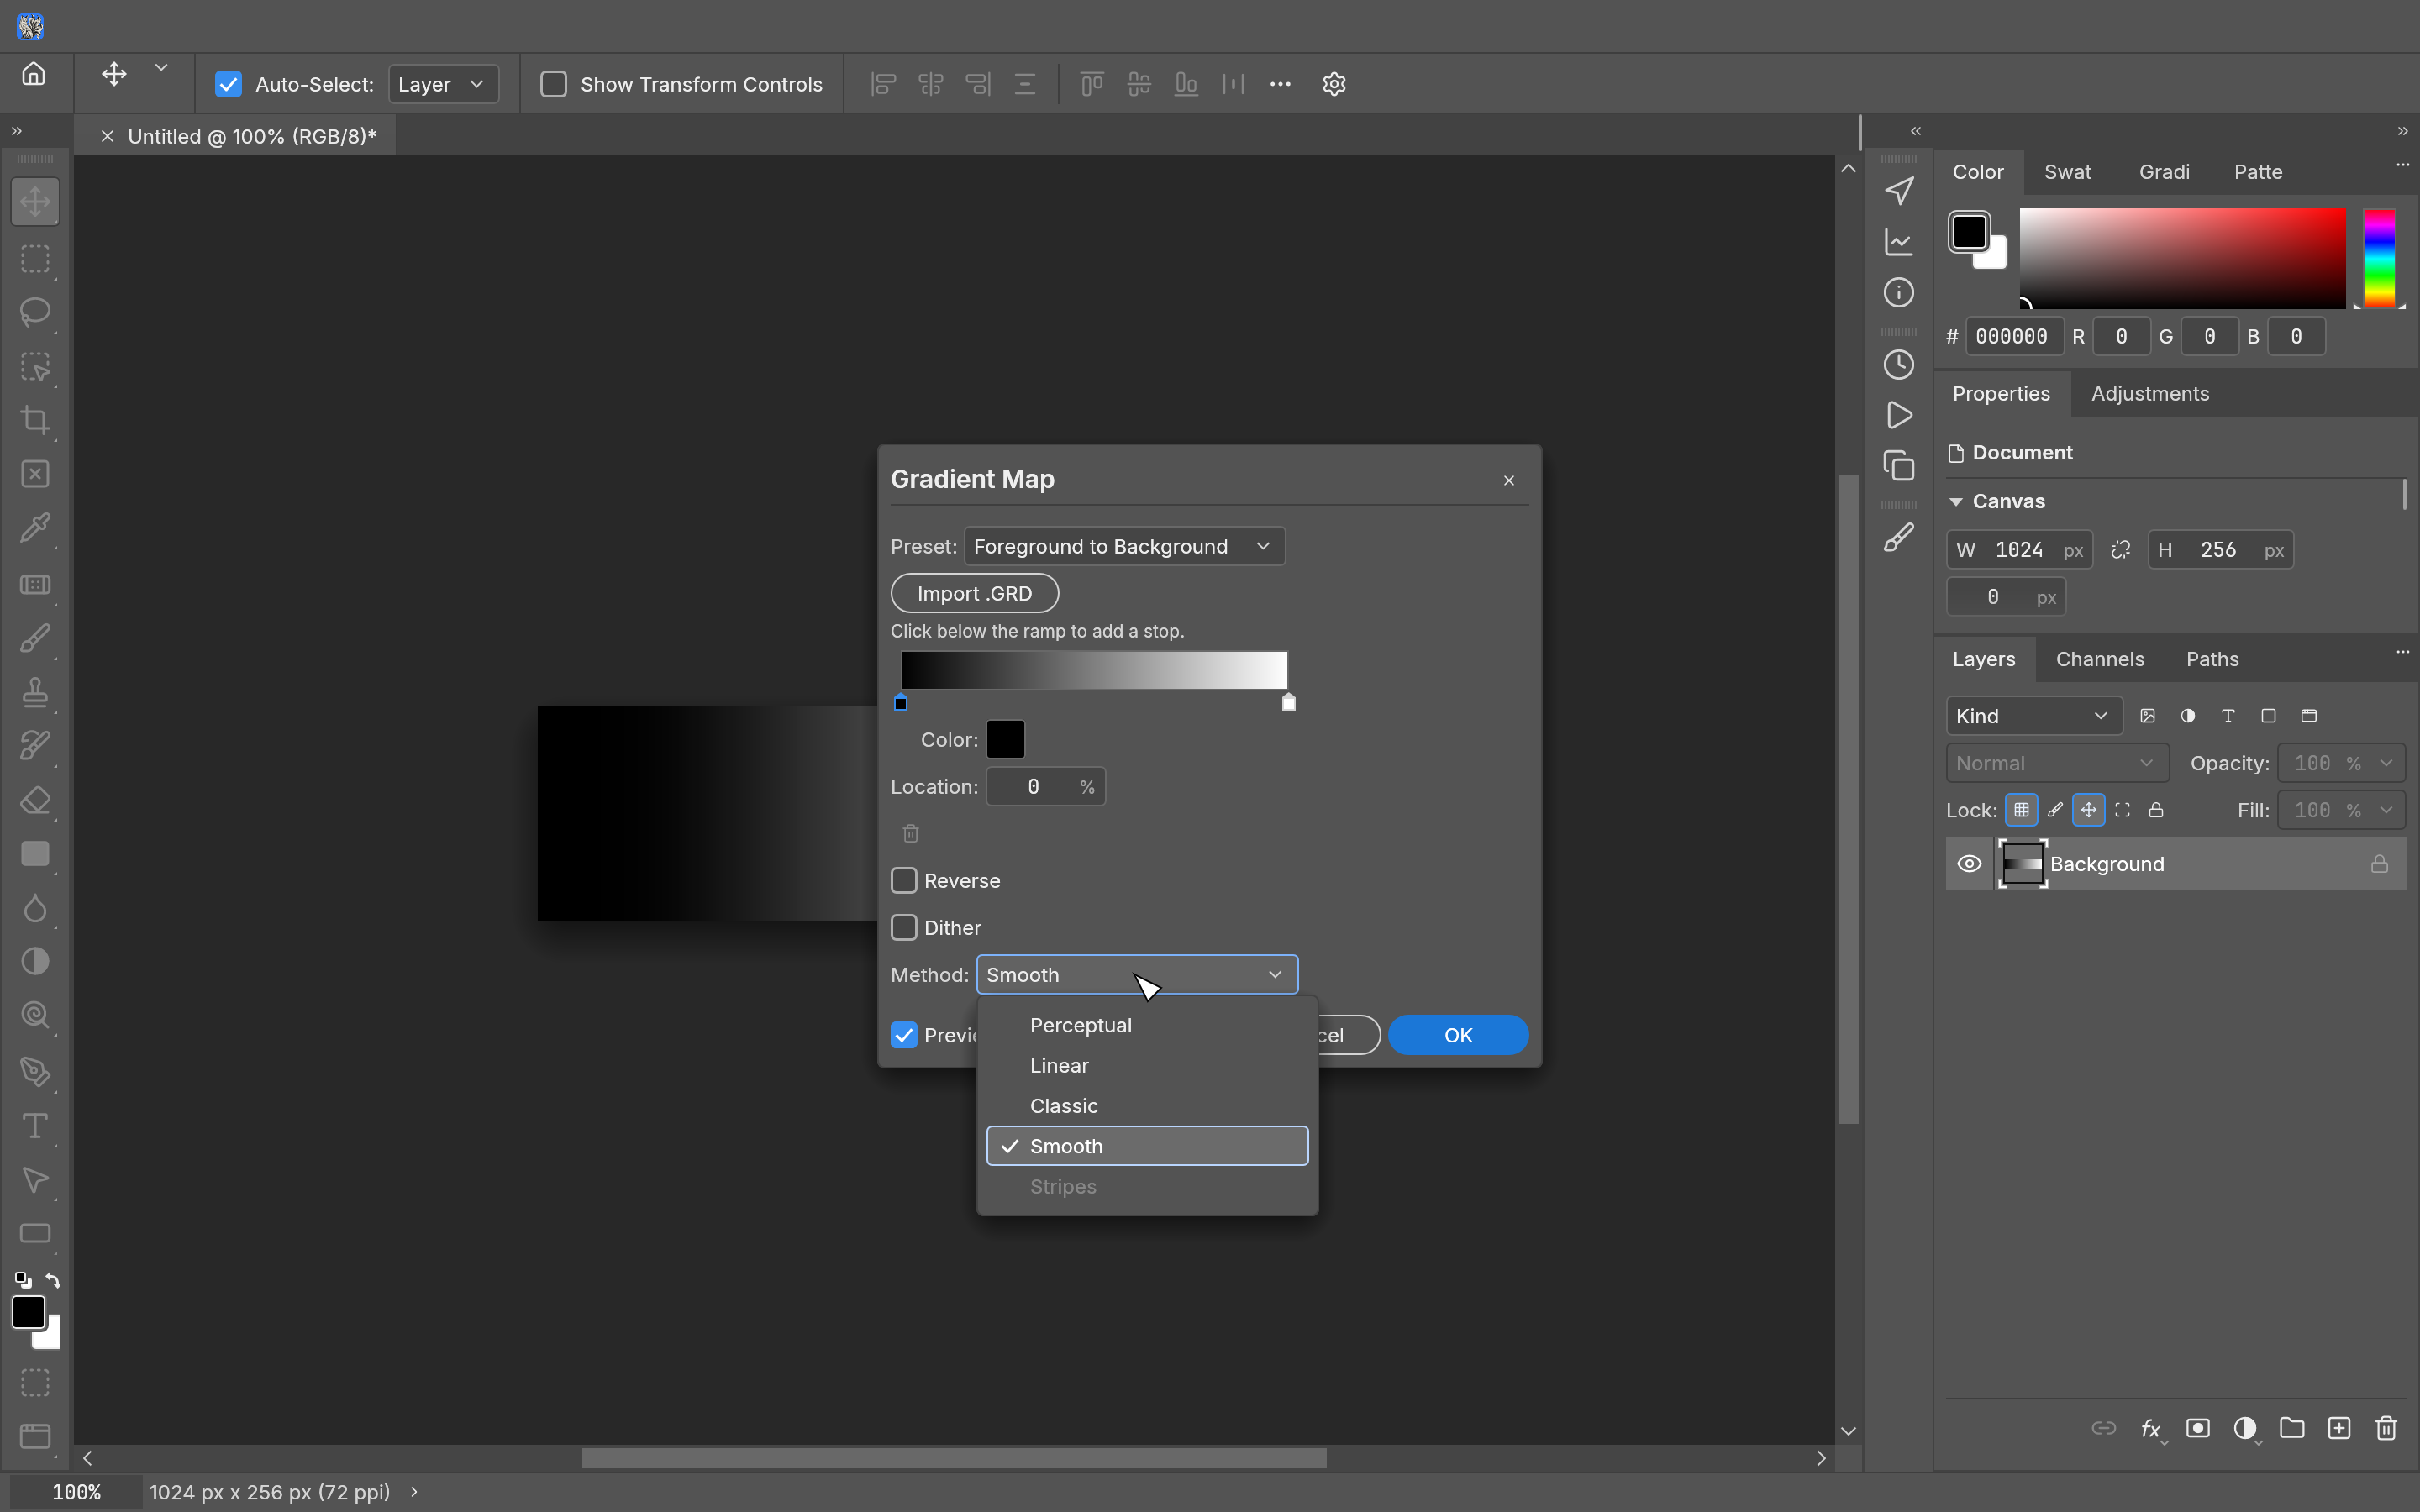 Auto-Select:
Layer
Show Transform Controls
Untitled @ 100% (RGB/8)*
Color
Swat
Gradi
Patte
# 000000 R 0 G 0 B 0
Properties
Adjustments
Document
Canvas
W 1024 px
H 256 px
0 px
Layers
Channels
Paths
Kind
Normal
Opacity: 100 %
Lock:
Fill: 100 %
Background
Gradient Map
Preset: Foreground to Background
Import .GRD
Click below the ramp to add a stop.
Color:
Location: 0 %
Reverse
Dither
Method: Smooth
Previe
cel
OK
Perceptual
Linear
Classic
Smooth
Stripes
fx
100%
1024 px x 256 px (72 ppi)